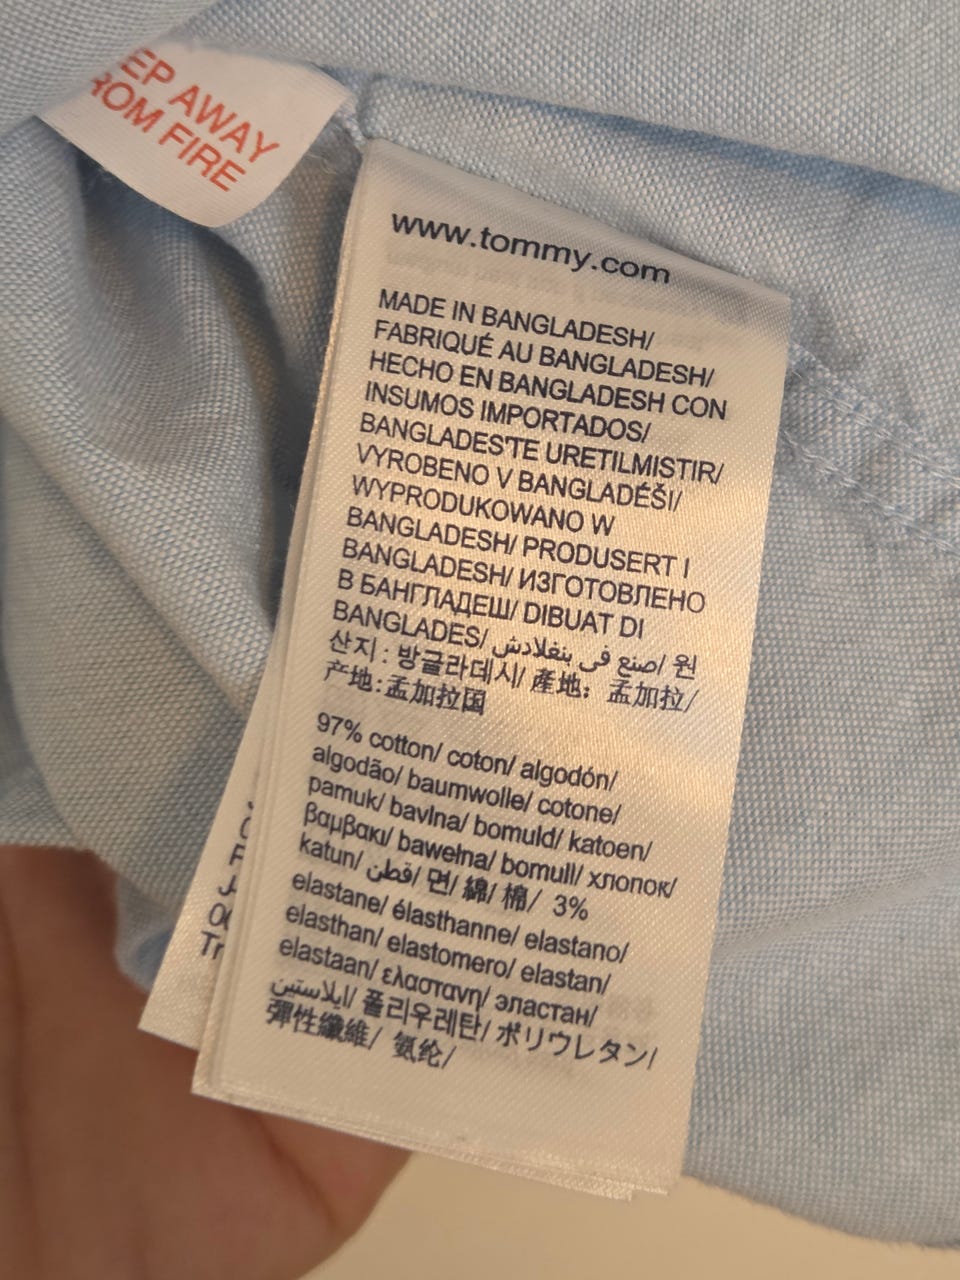 EP AWAY
ROM FIRE
www.tommy.com
MADE IN BANGLADESH/
FABRIQUÉ AU BANGLADESH/
HECHO EN BANGLADESH CON
INSUMOS IMPORTADOS/
BANGLADES'TE URETILMISTIR/
VYROBENO V BANGLADÉŠI/
WYPRODUKOWANO W
BANGLADESH/ PRODUSERT I
BANGLADESH/ ИЗГОТОВЛЕНО
В БАНГЛАДЕШ/ DIBUAT DI
BANGLADES/ صنع في بنغلادش/ 원
산지: 방글라데시/ 產地: 孟加拉/
产地:孟加拉国
97% cotton/ coton/ algodón/
algodão/ baumwolle/ cotone/
pamuk/ bavlna/ bomuld/ katoen/
βαμβακι/ bawełna/ bomull/ хлопок/
katun/ قطن/ 면/ 綿/ 棉/ 3%
elastane/ élasthanne/ elastano/
elasthan/ elastomero/ elastan/
elastaan/ ελαστανη/ эластан/
ايلاستين/ 폴리우레탄/ ポリウレタン/
彈性纖維/ 氨纶/
Tr